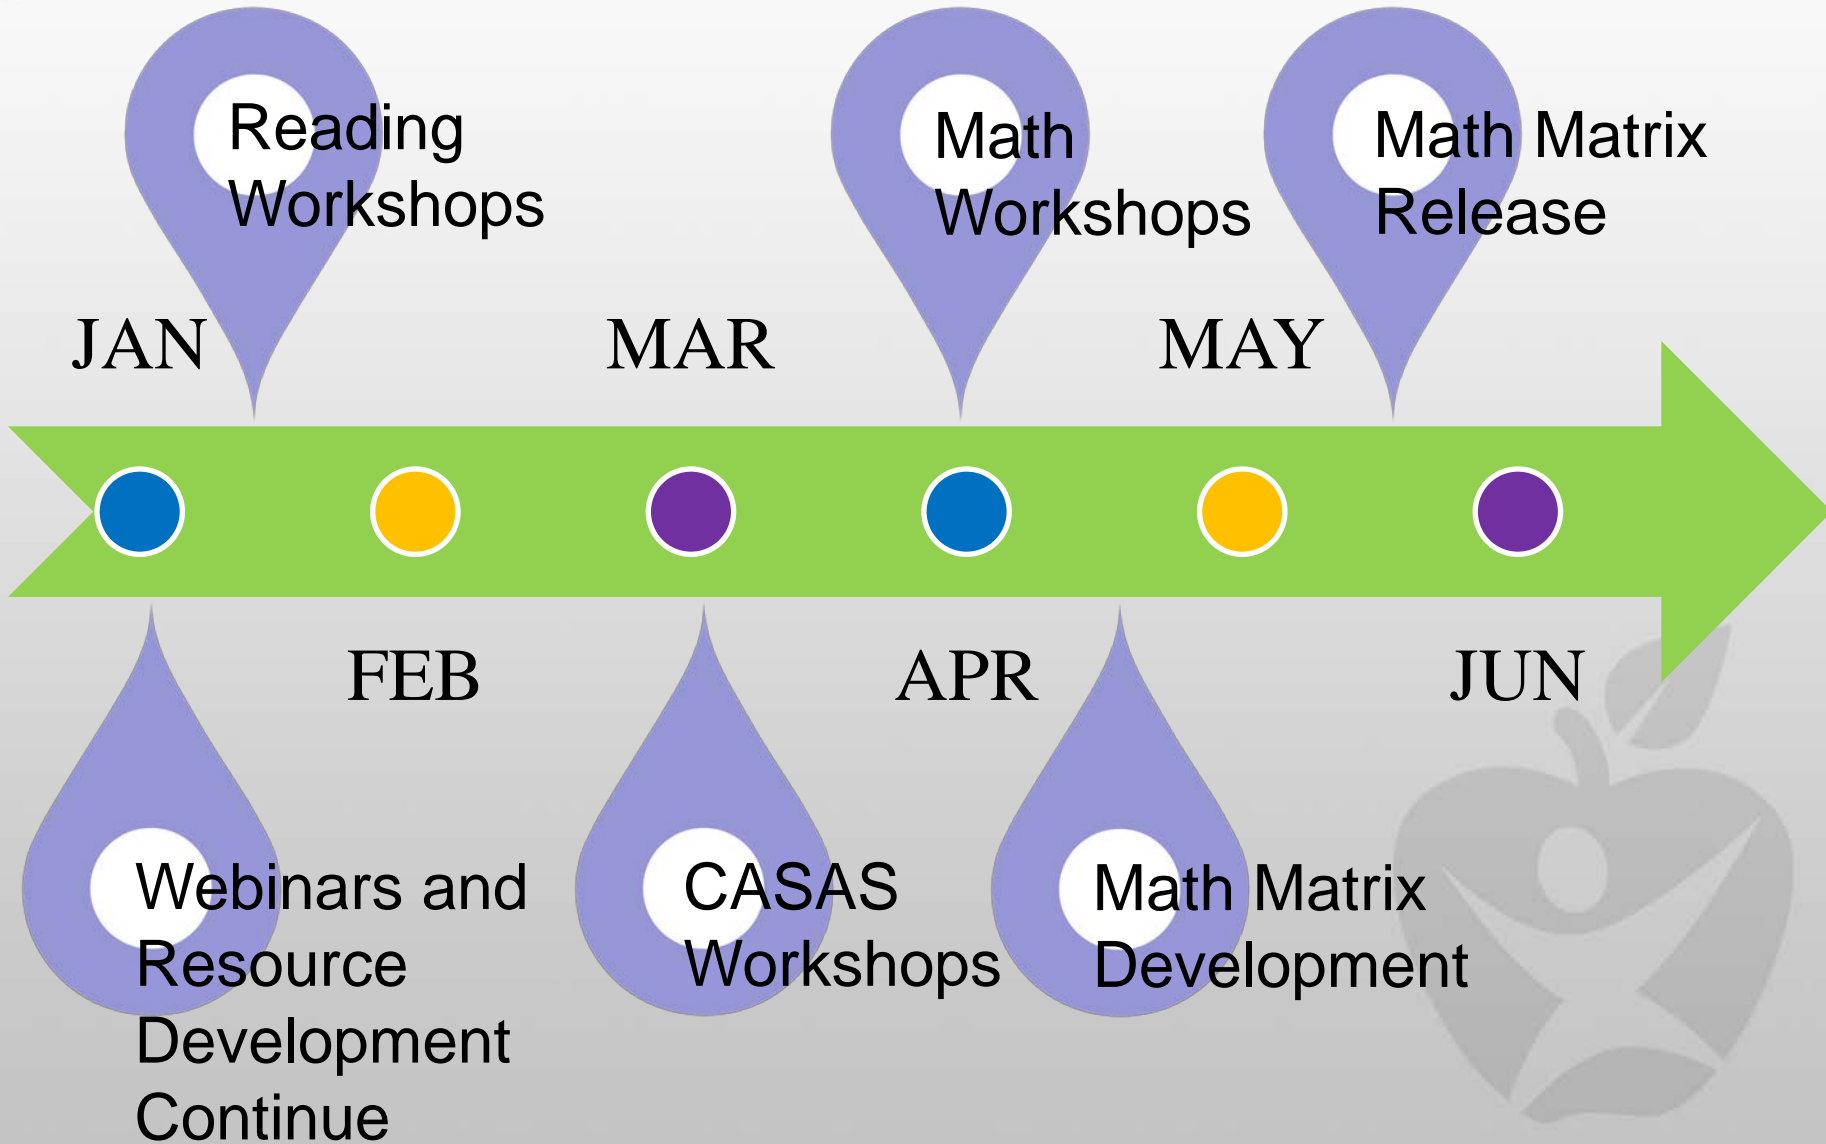 Reading
Workshops
Math
Workshops
Math Matrix
Release
JAN
MAR
MAY
FEB
APR
JUN
Webinars and
Resource
Development
Continue
CASAS
Workshops
Math Matrix
Development